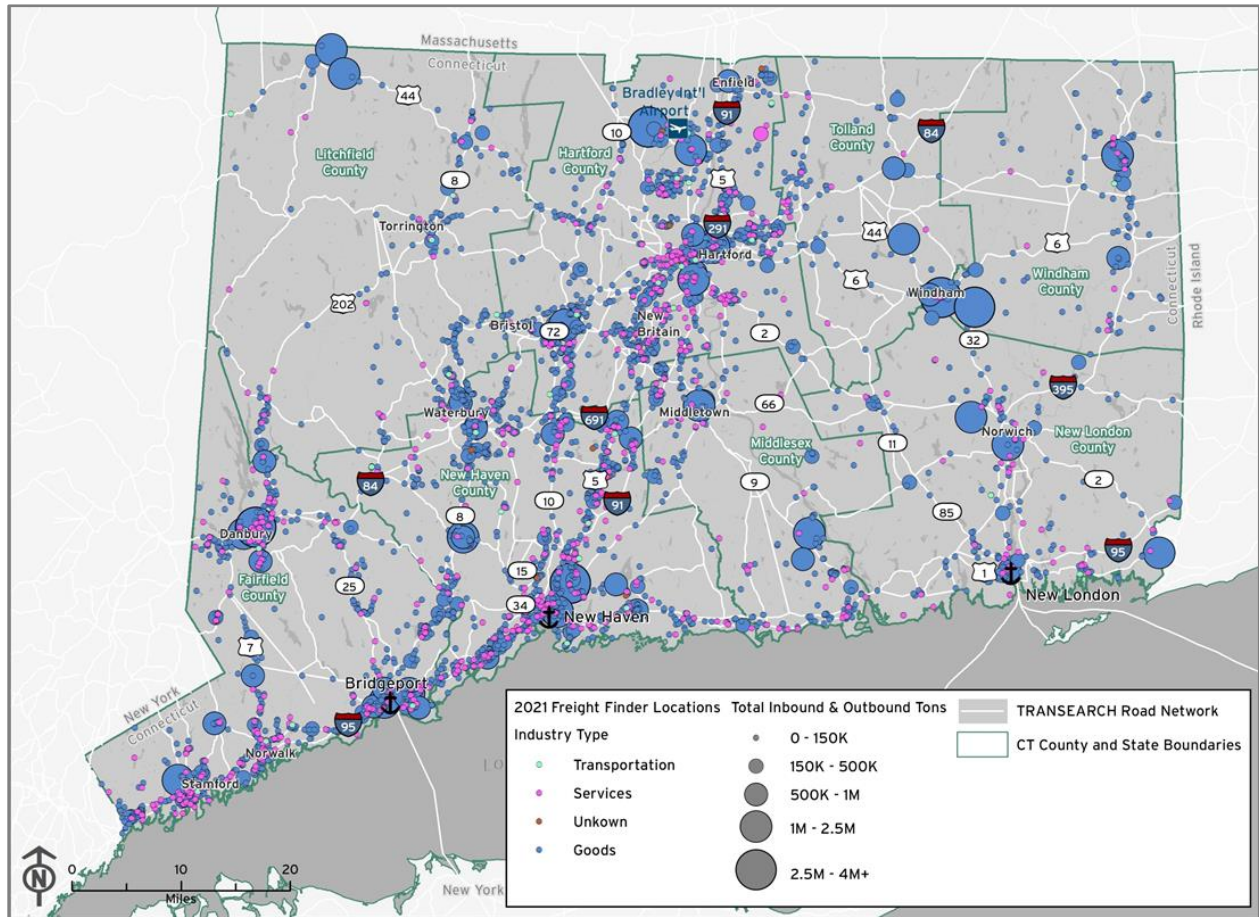 Massachusetts
Connecticut
Enfield
Bradley Int'l
Airport
44
91
10
84
Tolland
County
Litchfield
County
Hartford
County
8
5
Torrington
291
44
6
Hartford
6
Windham
County
Connecticut
Rhode Island
202
Windham
Bristol
72
New
Britain
2
32
395
Waterbury
691
Middletown
66
Norwich
New London
County
11
Middlesex
County
New Haven
County
84
5
9
2
10
91
8
85
Danbury
95
15
Fairfield
County
25
1
34
New London
New Haven
7
Bridgeport
New York
Connecticut
95
Norwalk
LO
Stamford
2021 Freight Finder Locations
Industry Type
Transportation
Services
Unkown
Goods
Total Inbound & Outbound Tons
0 - 150K
150K - 500K
500K - 1M
1M - 2.5M
2.5M - 4M+
TRANSEARCH Road Network
CT County and State Boundaries
N
0 10 20
Miles
New York